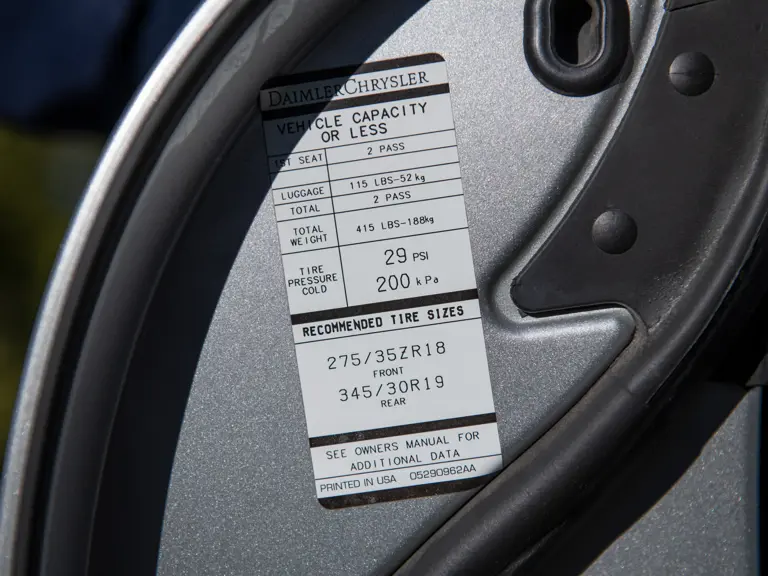 DAIMLERCHRYSLER
VEHICLE CAPACITY
OR LESS
1ST SEAT 2 PASS
LUGGAGE 115 LBS-52kg
TOTAL 2 PASS
TOTAL WEIGHT 415 LBS-188kg
TIRE PRESSURE COLD 29 PSI
200 kPa
RECOMMENDED TIRE SIZES
275/35ZR18
FRONT
345/30R19
REAR
SEE OWNERS MANUAL FOR
ADDITIONAL DATA
PRINTED IN USA 05290962AA